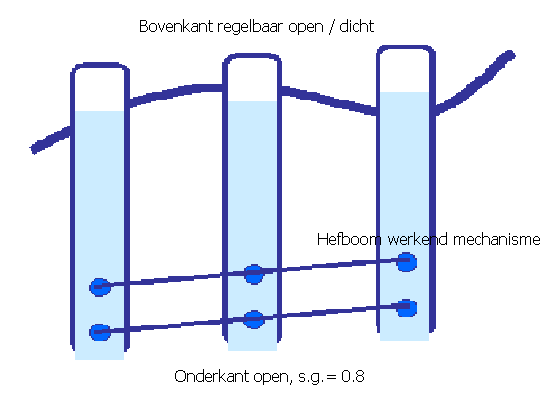 Bovenkant regelbaar open / dicht
Hefboom werkend mechanisme
Onderkant open, s.g.= 0.8